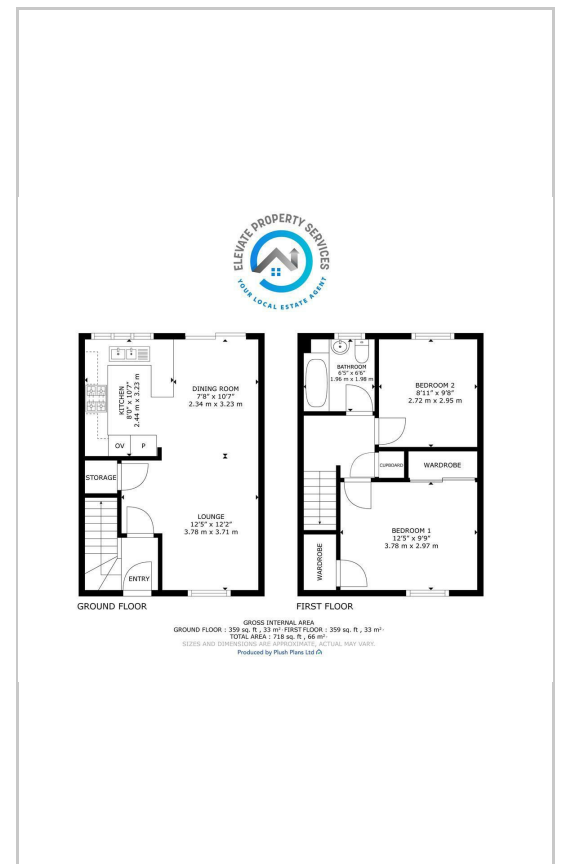 ELEVATE PROPERTY SERVICES
YOUR LOCAL ESTATE AGENT
KITCHEN
8'0" x 10'7"
2.44 m x 3.23 m
DINING ROOM
7'8" x 10'7"
2.34 m x 3.23 m
OV
P
STORAGE
LOUNGE
12'5" x 12'2"
3.78 m x 3.71 m
ENTRY
GROUND FLOOR
BATHROOM
6'5" x 6'6"
1.96 m x 1.98 m
BEDROOM 2
8'11" x 9'8"
2.72 m x 2.95 m
CUPBOARD
WARDROBE
BEDROOM 1
12'5" x 9'9"
3.78 m x 2.97 m
WARDROBE
FIRST FLOOR
GROSS INTERNAL AREA
GROUND FLOOR : 359 sq. ft , 33 m² · FIRST FLOOR : 359 sq. ft , 33 m² ·
TOTAL AREA : 718 sq. ft , 66 m² ·
SIZES AND DIMENSIONS ARE APPROXIMATE, ACTUAL MAY VARY.
Produced by Plush Plans Ltd